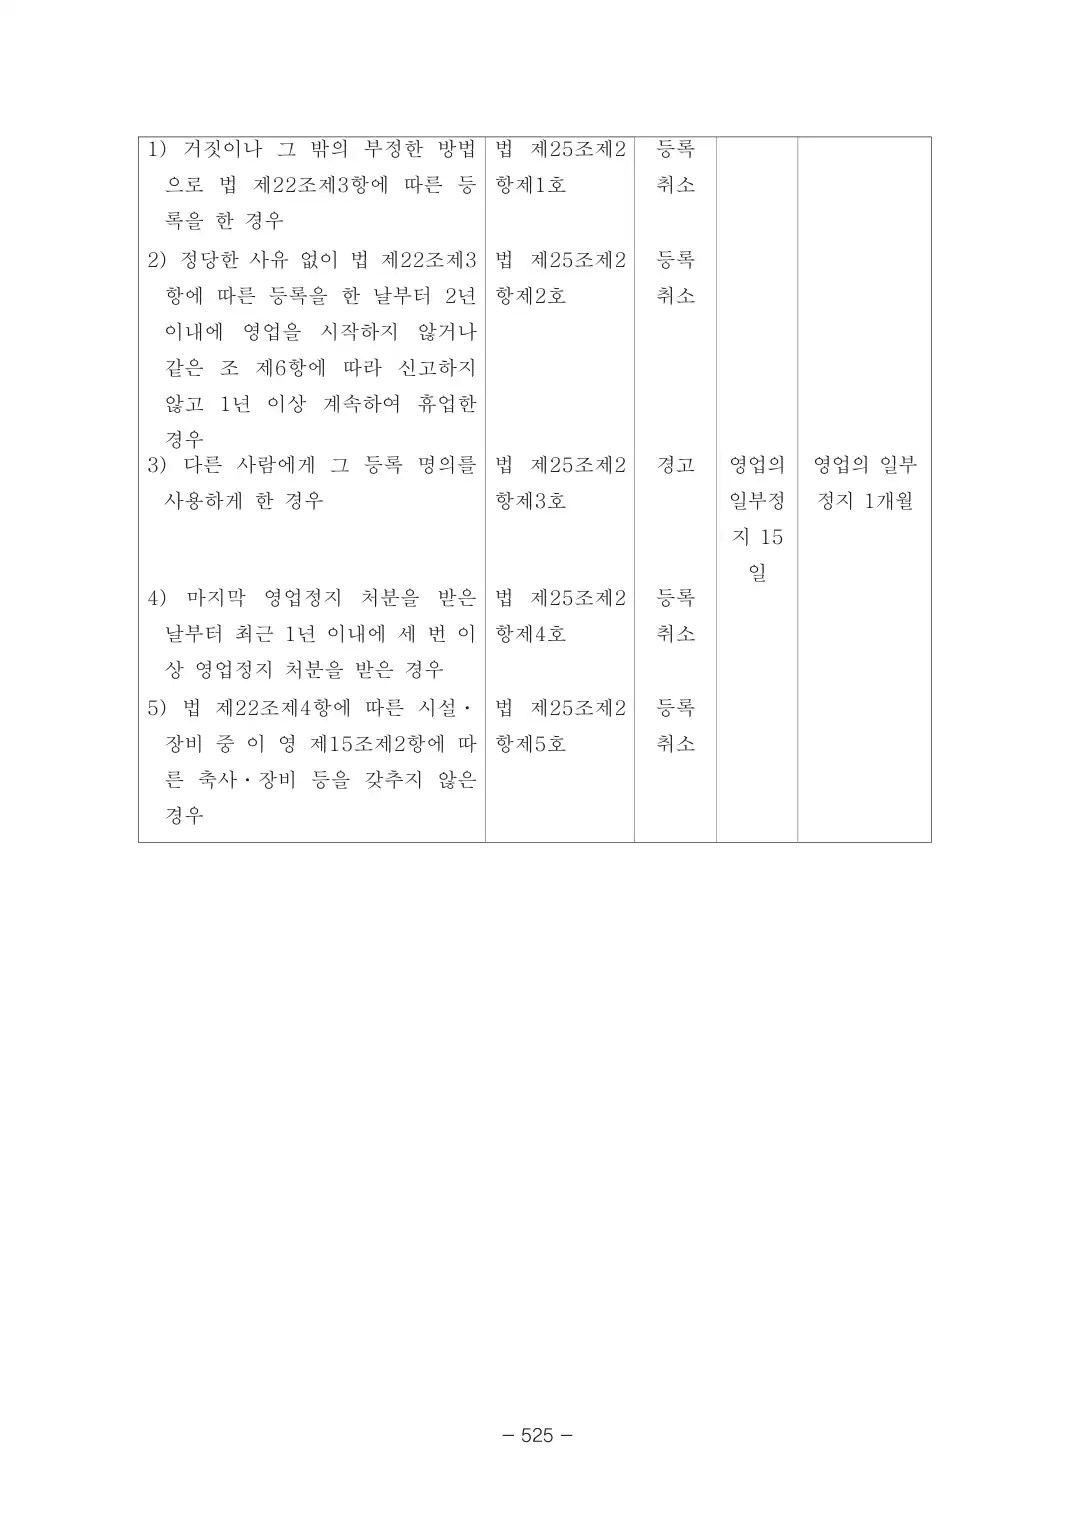 1) 거짓이나 그 밖의 부정한 방법 법 제25조제2 등록
으로 법 제22조제3항에 따른 등 항제1호 취소
록을 한 경우
2) 정당한 사유 없이 법 제22조제3 법 제25조제2 등록
항에 따른 등록을 한 날부터 2년 항제2호 취소
이내에 영업을 시작하지 않거나
같은 조 제6항에 따라 신고하지
않고 1년 이상 계속하여 휴업한
경우
3) 다른 사람에게 그 등록 명의를 법 제25조제2 경고 영업의 영업의 일부
사용하게 한 경우 항제3호 일부정 정지 1개월
지 15
일
4) 마지막 영업정지 처분을 받은 법 제25조제2 등록
날부터 최근 1년 이내에 세 번 이 항제4호 취소
상 영업정지 처분을 받은 경우
5) 법 제22조제4항에 따른 시설· 법 제25조제2 등록
장비 중 이 영 제15조제2항에 따 항제5호 취소
른 축사·장비 등을 갖추지 않은
경우
- 525 -